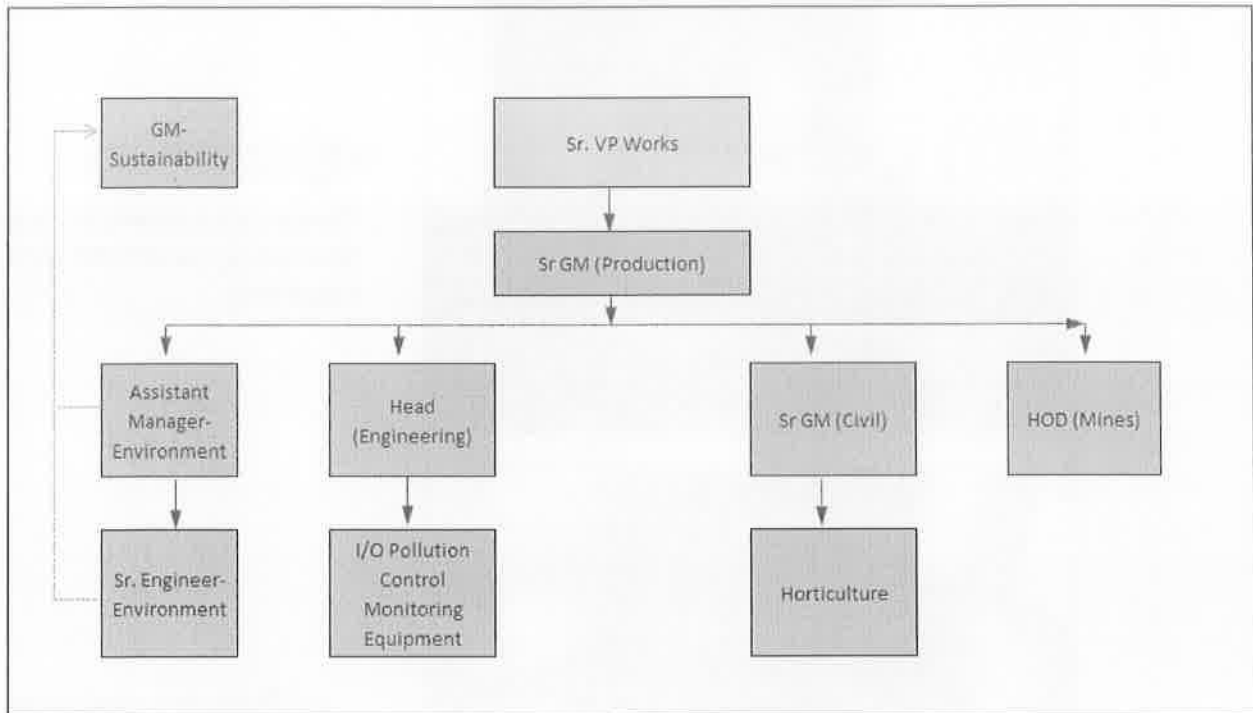 GM-
Sustainability
Sr. VP Works
Sr GM (Production)
Assistant
Manager-
Environment
Head
(Engineering)
Sr GM (Civil)
HOD (Mines)
Sr. Engineer-
Environment
I/O Pollution
Control
Monitoring
Equipment
Horticulture